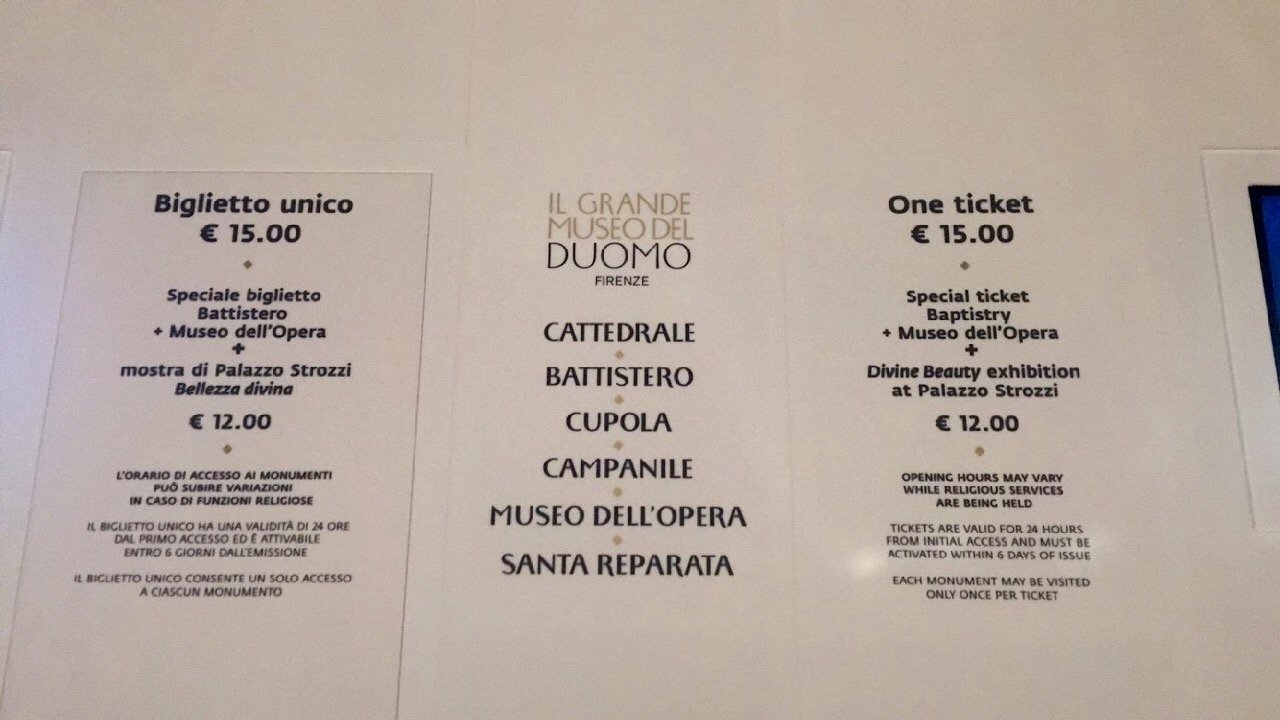 Biglietto unico
€ 15.00
Speciale biglietto
Battistero
+ Museo dell'Opera
+
mostra di Palazzo Strozzi
Bellezza divina
€ 12.00
L'ORARIO DI ACCESSO AI MONUMENTI
PUÒ SUBIRE VARIAZIONI
IN CASO DI FUNZIONI RELIGIOSE
IL BIGLIETTO UNICO HA UNA VALIDITÀ DI 24 ORE
DAL PRIMO ACCESSO ED È ATTIVABILE
ENTRO 6 GIORNI DALL'EMISSIONE
IL BIGLIETTO UNICO CONSENTE UN SOLO ACCESSO
A CIASCUN MONUMENTO
IL GRANDE
MUSEO DEL
DUOMO
FIRENZE
CATTEDRALE
BATTISTERO
CUPOLA
CAMPANILE
MUSEO DELL'OPERA
SANTA REPARATA
One ticket
€ 15.00
Special ticket
Baptistry
+ Museo dell'Opera
+
Divine Beauty exhibition
at Palazzo Strozzi
€ 12.00
OPENING HOURS MAY VARY
WHILE RELIGIOUS SERVICES
ARE BEING HELD
TICKETS ARE VALID FOR 24 HOURS
FROM INITIAL ACCESS AND MUST BE
ACTIVATED WITHIN 6 DAYS OF ISSUE
EACH MONUMENT MAY BE VISITED
ONLY ONCE PER TICKET